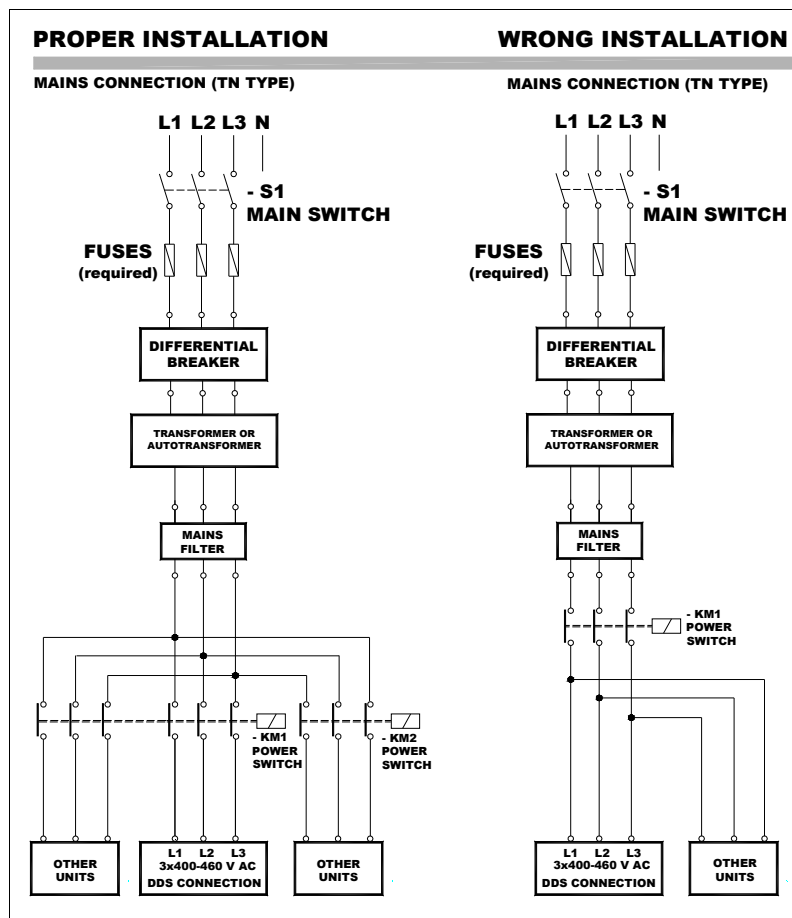 PROPER INSTALLATION
MAINS CONNECTION (TN TYPE)
L1 L2 L3 N
- S1
MAIN SWITCH
FUSES
(required)
DIFFERENTIAL
BREAKER
TRANSFORMER OR
AUTOTRANSFORMER
MAINS
FILTER
- KM1
POWER
SWITCH
- KM2
POWER
SWITCH
OTHER
UNITS
L1 L2 L3
3x400-460 V AC
DDS CONNECTION
OTHER
UNITS
WRONG INSTALLATION
MAINS CONNECTION (TN TYPE)
L1 L2 L3 N
- S1
MAIN SWITCH
FUSES
(required)
DIFFERENTIAL
BREAKER
TRANSFORMER OR
AUTOTRANSFORMER
MAINS
FILTER
- KM1
POWER
SWITCH
L1 L2 L3
3x400-460 V AC
DDS CONNECTION
OTHER
UNITS